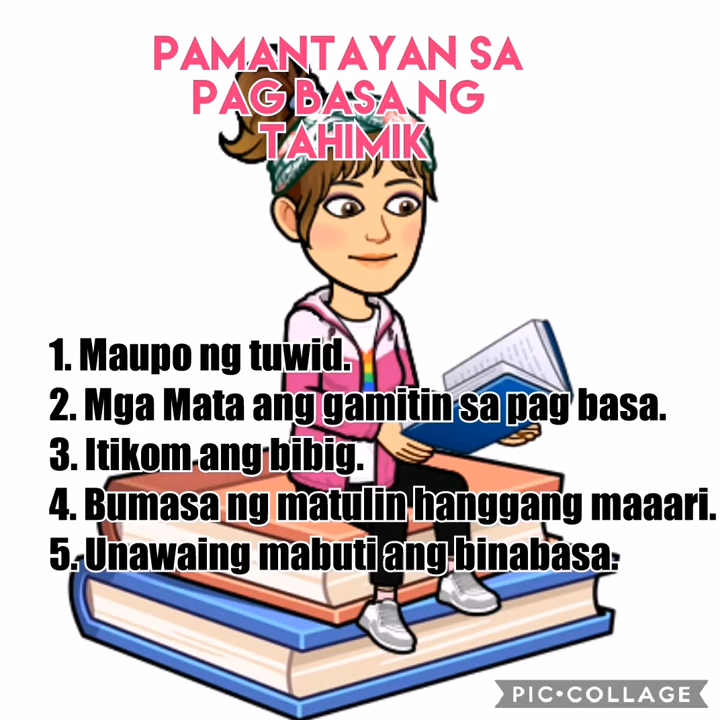 PAMANTAYAN SA
PAG BASA NG
TAHIMIK
1. Maupo ng tuwid.
2. Mga Mata ang gamitin sa pag basa.
3. Itikom ang bibig.
4. Bumasa ng matulin hanggang maaari.
5. Unawaing mabuti ang binabasa.
PIC•COLLAGE